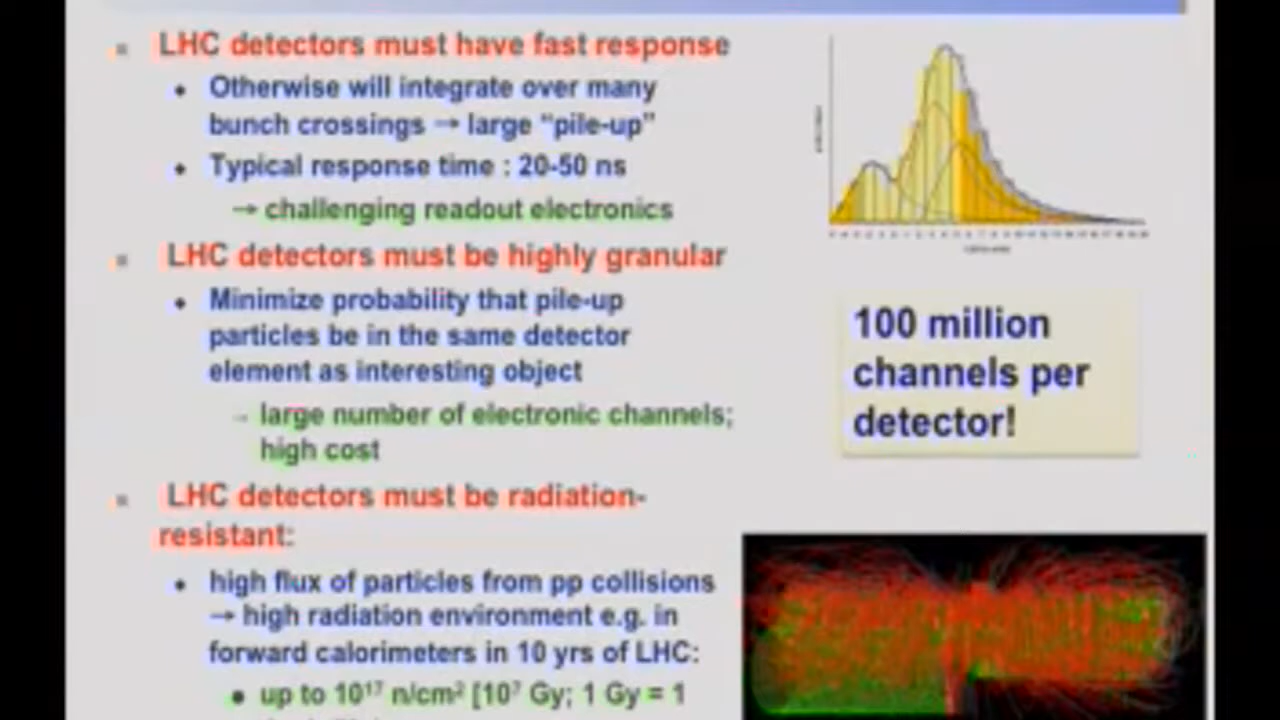 LHC detectors must have fast response
Otherwise will integrate over many
bunch crossings → large “pile-up”
Typical response time : 20-50 ns
→ challenging readout electronics
LHC detectors must be highly granular
Minimize probability that pile-up
particles be in the same detector
element as interesting object
→ large number of electronic channels;
high cost
LHC detectors must be radiation-
resistant:
high flux of particles from pp collisions
→ high radiation environment e.g. in
forward calorimeters in 10 yrs of LHC:
up to 10¹⁷ n/cm² [10⁷ Gy; 1 Gy = 1
100 million
channels per
detector!